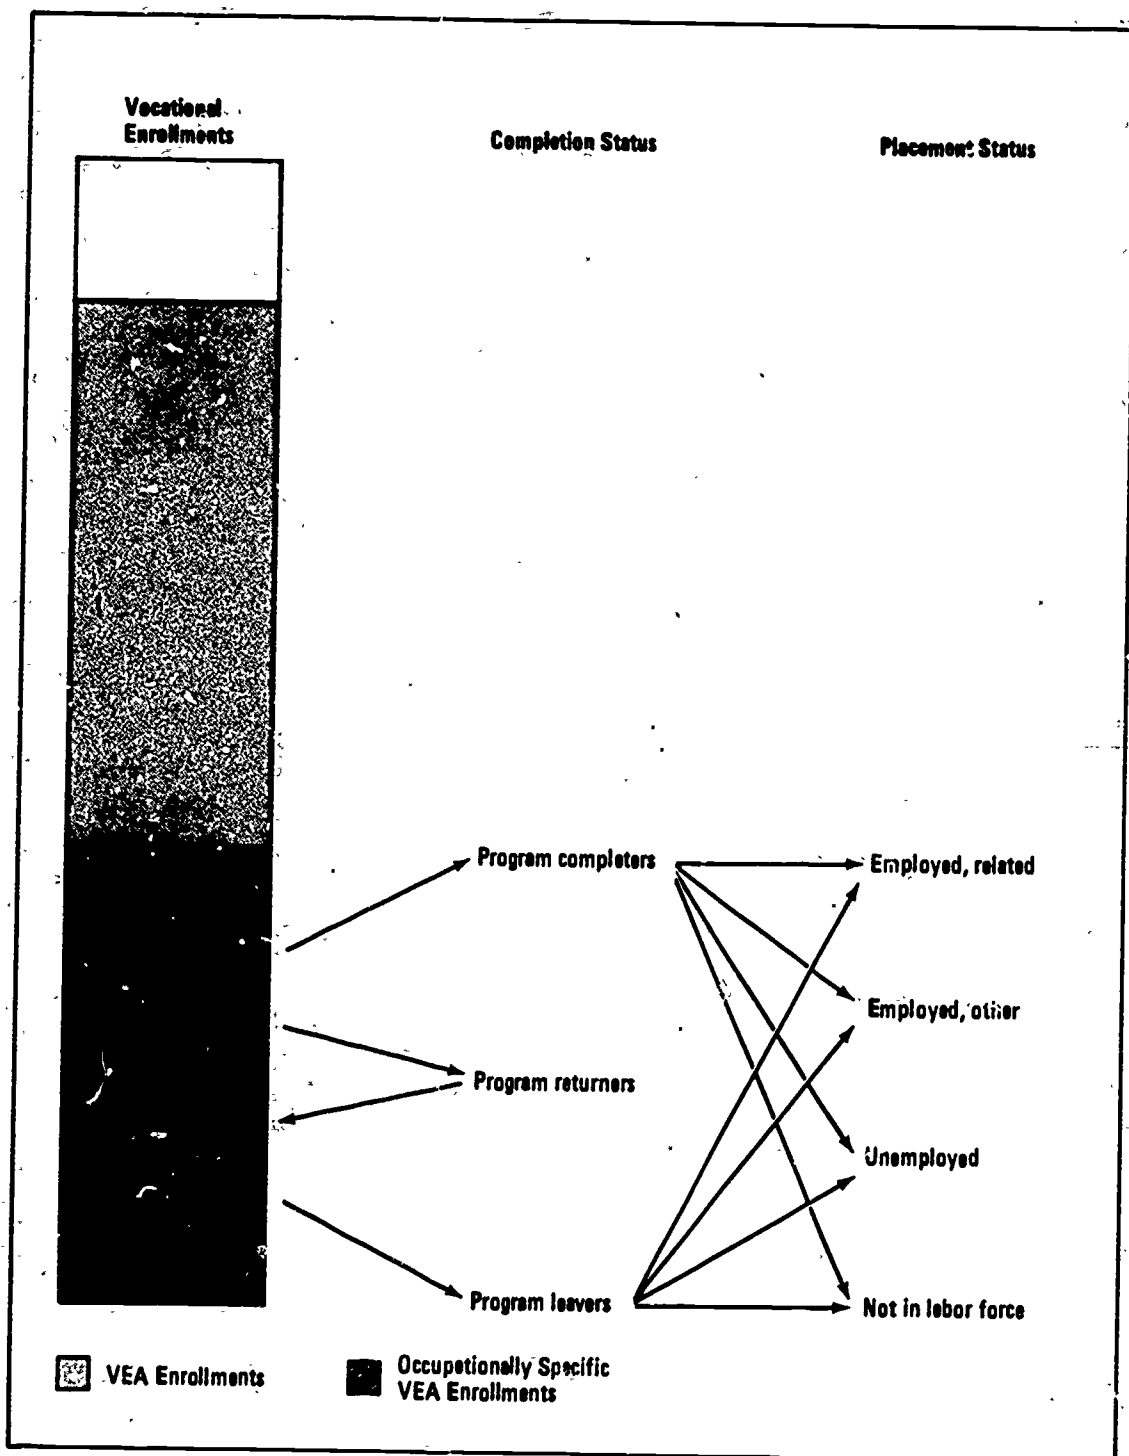 Vocational
Enrollments
Completion Status
Placement Status
Program completers
Employed, related
Employed, other
Program returners
Unemployed
Program leavers
Not in labor force
VEA Enrollments
Occupationally Specific
VEA Enrollments